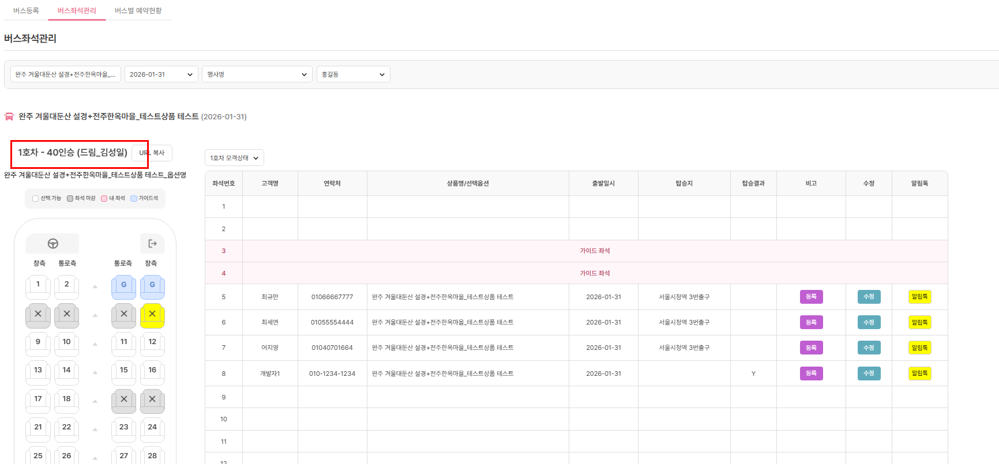 버스등록 버스좌석관리 버스별 예약현황
버스좌석관리
완주 겨울대둔산 설경+전주한옥마을_... 2026-01-31 행사명 홍길동
완주 겨울대둔산 설경+전주한옥마을_테스트상품 테스트 (2026-01-31)
1호차 - 40인승 (드림_김성일) URL 복사
완주 겨울대둔산 설경+전주한옥마을_테스트상품 테스트_옵션명
선택 가능 좌석 마감 내 좌석 가이드석
창측 통로측 통로측 창측
1 2 G G
9 10 11 12
13 14 15 16
17 18
21 22 23 24
25 26 27 28
1호차 모객상태
좌석번호 고객명 연락처 상품명/선택옵션 출발일시 탑승지 탑승결과 비고 수정 알림톡
1
2
3 가이드 좌석
4 가이드 좌석
5 최규만 01066667777 완주 겨울대둔산 설경+전주한옥마을_테스트상품 테스트 2026-01-31 서울시청역 3번출구 등록 수정 알림톡
6 최세연 01055554444 완주 겨울대둔산 설경+전주한옥마을_테스트상품 테스트 2026-01-31 서울시청역 3번출구 등록 수정 알림톡
7 어지영 01040701664 완주 겨울대둔산 설경+전주한옥마을_테스트상품 테스트 2026-01-31 서울시청역 3번출구 등록 수정 알림톡
8 개발자1 010-1234-1234 완주 겨울대둔산 설경+전주한옥마을_테스트상품 테스트 2026-01-31 Y 등록 수정 알림톡
9
10
11
12